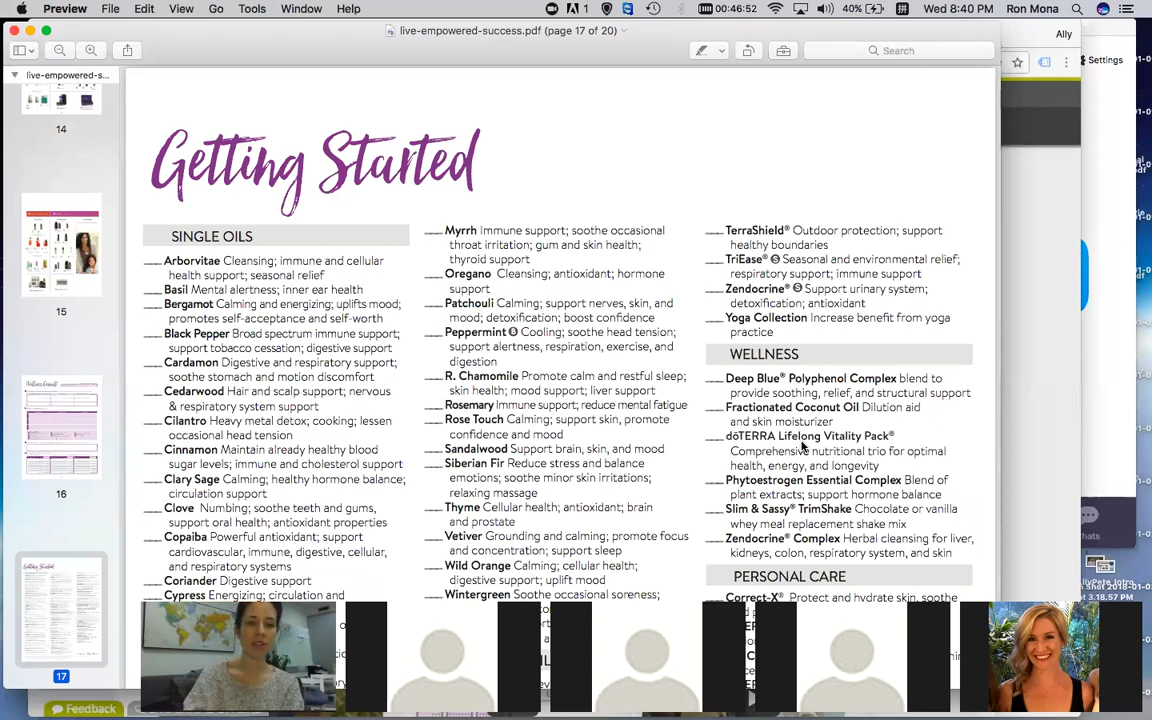 Preview File Edit View Go Tools Window Help
1 00:46:52 40% Wed 8:40 PM Ron Mona
live-empowered-success.pdf (page 17 of 20)
Ally
Search
Settings
live-empowered-s...
14
15
16
17
Getting Started
SINGLE OILS
Arborvitae Cleansing; immune and cellular
health support; seasonal relief
Basil Mental alertness; inner ear health
Bergamot Calming and energizing; uplifts mood;
promotes self-acceptance and self-worth
Black Pepper Broad spectrum immune support;
support tobacco cessation; digestive support
Cardamon Digestive and respiratory support;
soothe stomach and motion discomfort
Cedarwood Hair and scalp support; nervous
& respiratory system support
Cilantro Heavy metal detox; cooking; lessen
occasional head tension
Cinnamon Maintain already healthy blood
sugar levels; immune and cholesterol support
Clary Sage Calming; healthy hormone balance;
circulation support
Clove Numbing; soothe teeth and gums,
support oral health; antioxidant properties
Copaiba Powerful antioxidant; support
cardiovascular, immune, digestive, cellular,
and respiratory systems
Coriander Digestive support
Cypress Energizing; circulation and
Myrrh Immune support; soothe occasional
throat irritation; gum and skin health;
thyroid support
Oregano Cleansing; antioxidant; hormone
support
Patchouli Calming; support nerves, skin, and
mood; detoxification; boost confidence
Peppermint S Cooling; soothe head tension;
support alertness, respiration, exercise, and
digestion
R. Chamomile Promote calm and restful sleep;
skin health; mood support; liver support
Rosemary Immune support; reduce mental fatigue
Rose Touch Calming; support skin, promote
confidence and mood
Sandalwood Support brain, skin, and mood
Siberian Fir Reduce stress and balance
emotions; soothe minor skin irritations;
relaxing massage
Thyme Cellular health; antioxidant; brain
and prostate
Vetiver Grounding and calming; promote focus
and concentration; support sleep
Wild Orange Calming; cellular health;
digestive support; uplift mood
Wintergreen Soothe occasional soreness;
TerraShield® Outdoor protection; support
healthy boundaries
TriEase® S Seasonal and environmental relief;
respiratory support; immune support
Zendocrine® S Support urinary system;
detoxification; antioxidant
Yoga Collection Increase benefit from yoga
practice
WELLNESS
Deep Blue® Polyphenol Complex blend to
provide soothing, relief, and structural support
Fractionated Coconut Oil Dilution aid
and skin moisturizer
dōTERRA Lifelong Vitality Pack®
Comprehensive nutritional trio for optimal
health, energy, and longevity
Phytoestrogen Essential Complex Blend of
plant extracts; support hormone balance
Slim & Sassy® TrimShake Chocolate or vanilla
whey meal replacement shake mix
Zendocrine® Complex Herbal cleansing for liver,
kidneys, colon, respiratory system, and skin
PERSONAL CARE
Correct-X® Protect and hydrate skin, soothe
hats
3.18.57 PM
Feedback